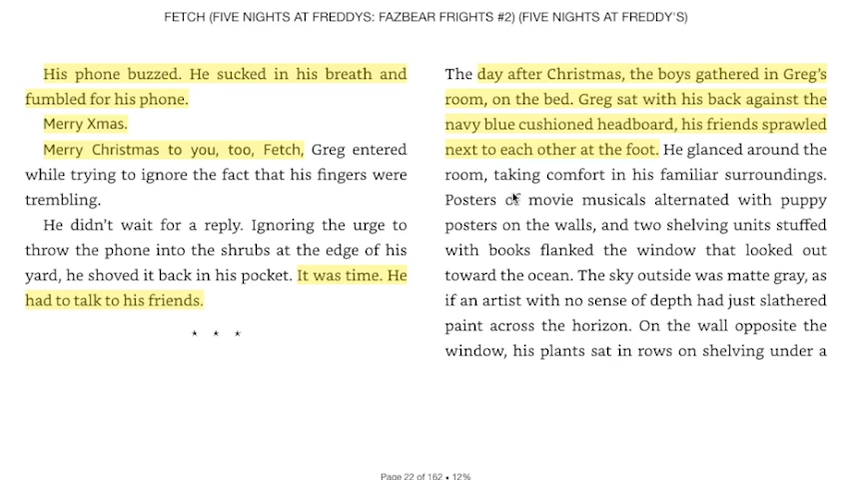 FETCH (FIVE NIGHTS AT FREDDYS: FAZBEAR FRIGHTS #2) (FIVE NIGHTS AT FREDDY'S)
His phone buzzed. He sucked in his breath and
fumbled for his phone.
Merry Xmas.
Merry Christmas to you, too, Fetch, Greg entered
while trying to ignore the fact that his fingers were
trembling.
He didn't wait for a reply. Ignoring the urge to
throw the phone into the shrubs at the edge of his
yard, he shoved it back in his pocket. It was time. He
had to talk to his friends.
* * *
The day after Christmas, the boys gathered in Greg's
room, on the bed. Greg sat with his back against the
navy blue cushioned headboard, his friends sprawled
next to each other at the foot. He glanced around the
room, taking comfort in his familiar surroundings.
Posters of movie musicals alternated with puppy
posters on the walls, and two shelving units stuffed
with books flanked the window that looked out
toward the ocean. The sky outside was matte gray, as
if an artist with no sense of depth had just slathered
paint across the horizon. On the wall opposite the
window, his plants sat in rows on shelving under a
Page 22 of 162 • 12%